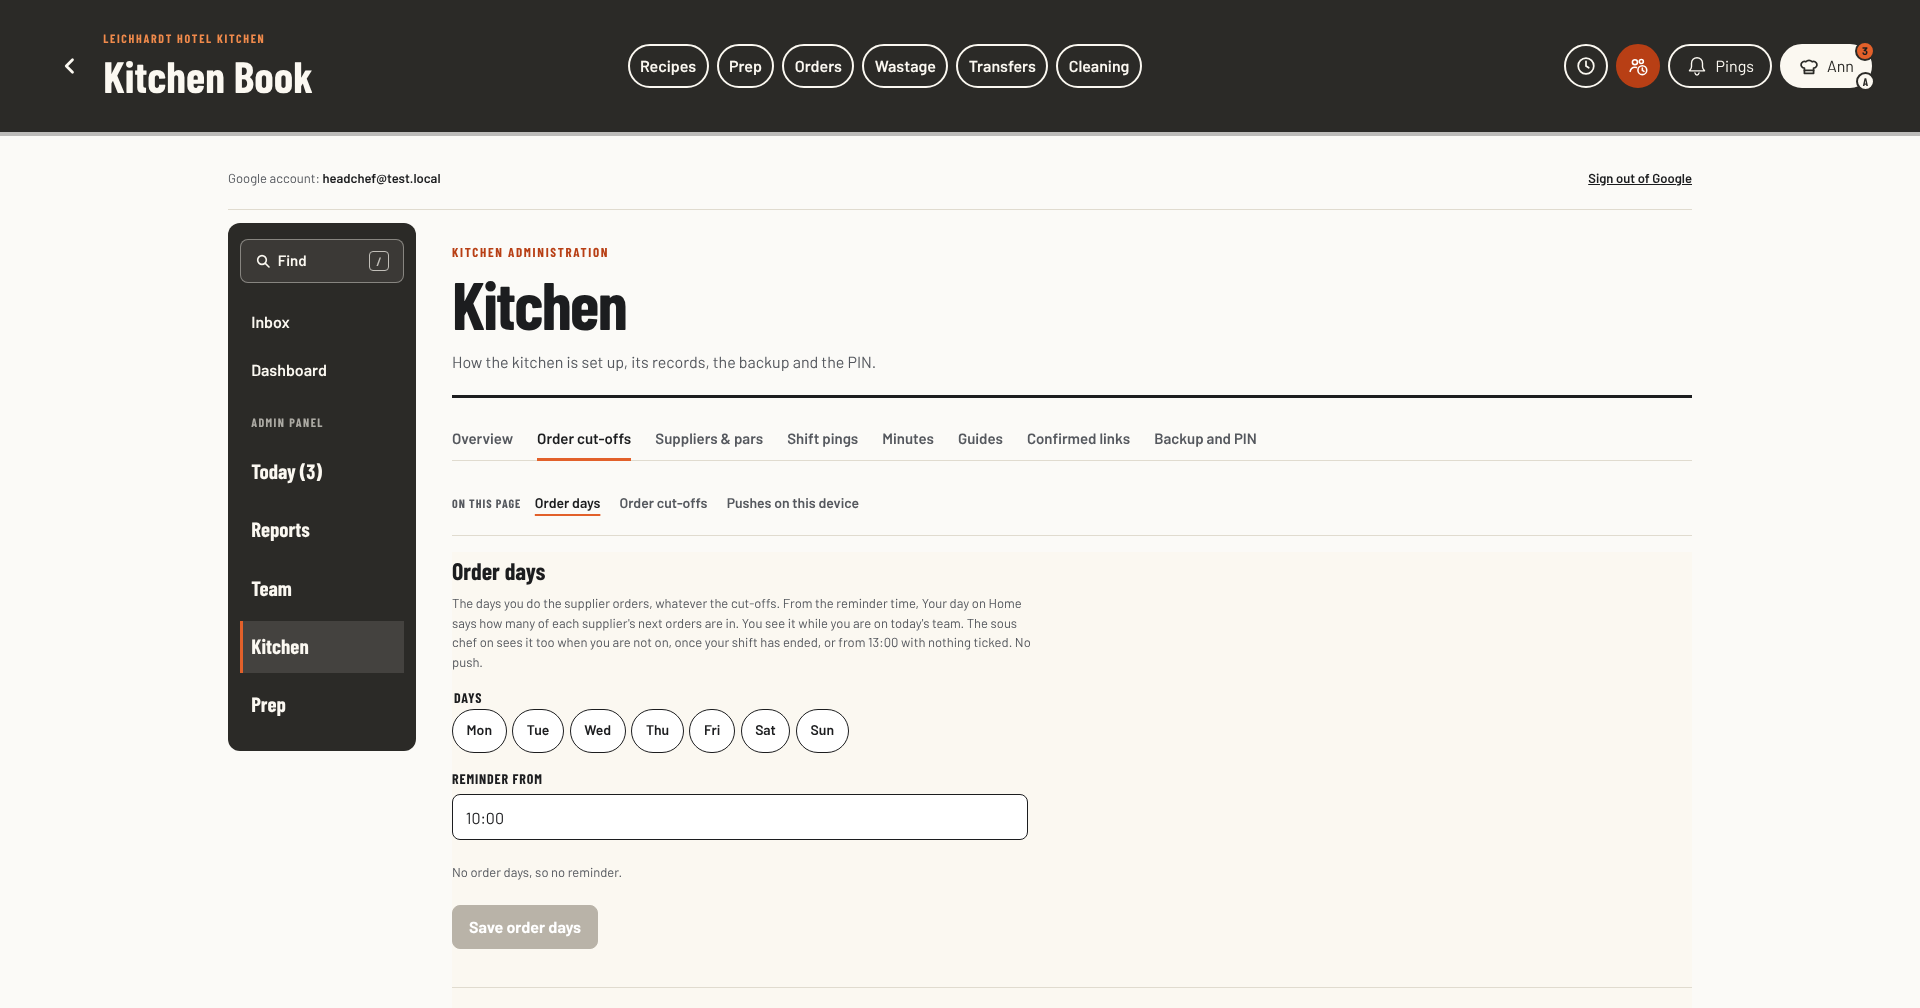 LEICHHARDT HOTEL KITCHEN
Kitchen Book
Recipes
Prep
Orders
Wastage
Transfers
Cleaning
Pings
Ann
3
A
Google account: headchef@test.local
Sign out of Google
Find
/
Inbox
Dashboard
ADMIN PANEL
Today (3)
Reports
Team
Kitchen
Prep
KITCHEN ADMINISTRATION
Kitchen
How the kitchen is set up, its records, the backup and the PIN.
Overview
Order cut-offs
Suppliers & pars
Shift pings
Minutes
Guides
Confirmed links
Backup and PIN
ON THIS PAGE
Order days
Order cut-offs
Pushes on this device
Order days
The days you do the supplier orders, whatever the cut-offs. From the reminder time, Your day on Home
says how many of each supplier's next orders are in. You see it while you are on today's team. The sous
chef on sees it too when you are not on, once your shift has ended, or from 13:00 with nothing ticked. No
push.
DAYS
Mon
Tue
Wed
Thu
Fri
Sat
Sun
REMINDER FROM
10:00
No order days, so no reminder.
Save order days